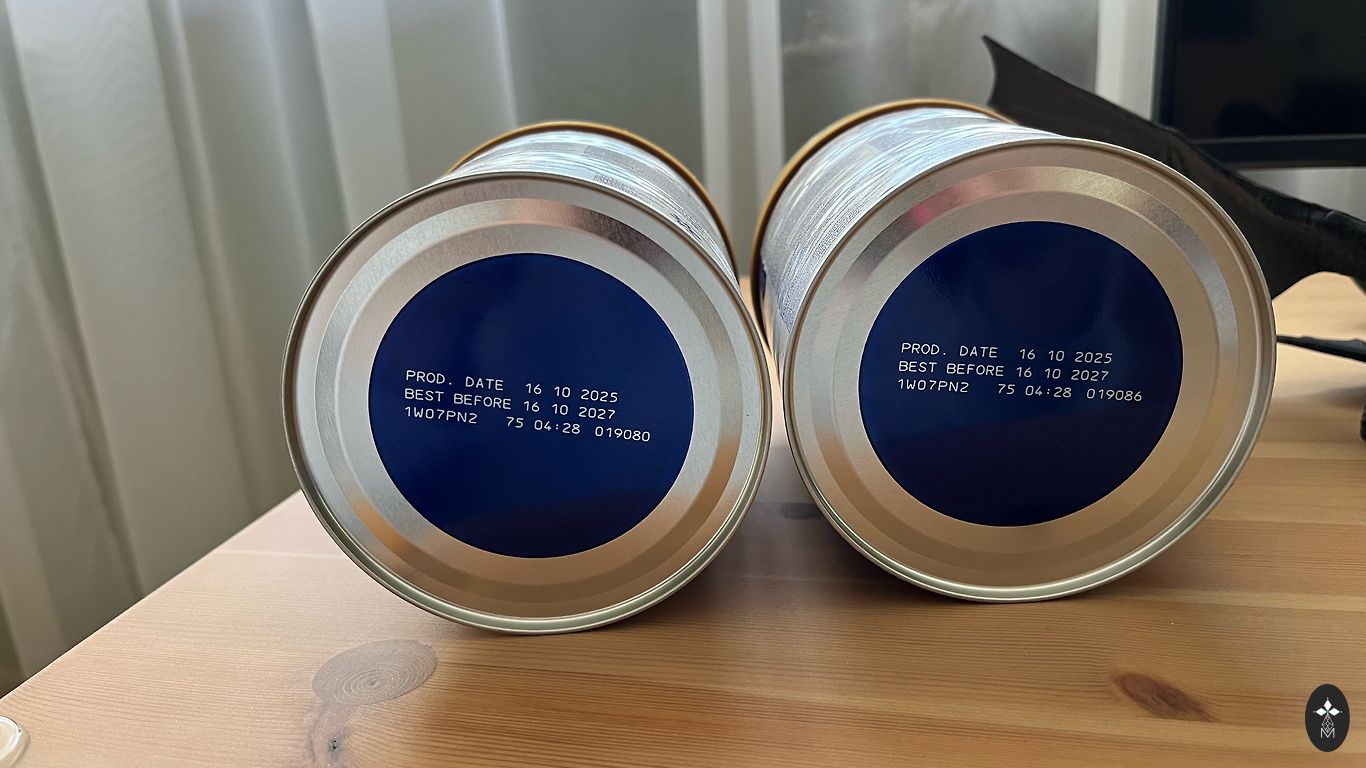 PROD. DATE 16 10 2025
BEST BEFORE 16 10 2027
1W07PN2 75 04:28 019080
PROD. DATE 16 10 2025
BEST BEFORE 16 10 2027
1W07PN2 75 04:28 019086
M